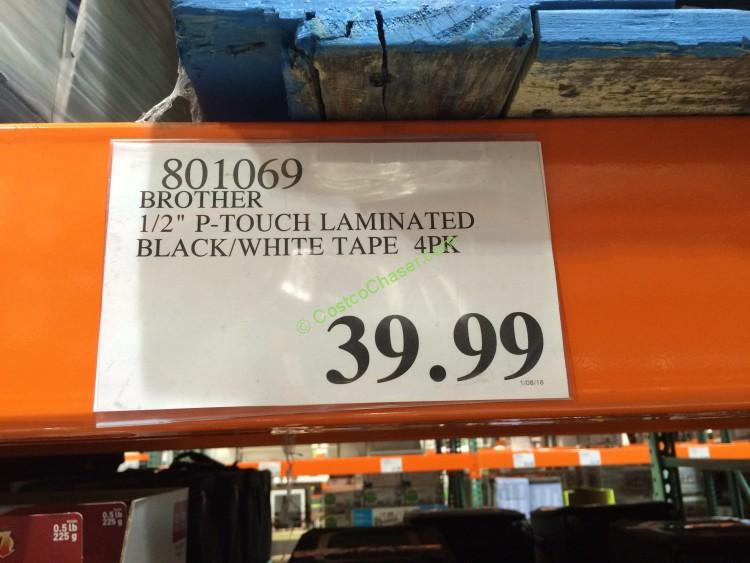 801069
BROTHER
1/2" P-TOUCH LAMINATED
BLACK/WHITE TAPE 4PK
© CostcoChaser.com
39.99
1/08/16
0.5 lb
225 g
0.5 lb
225 g